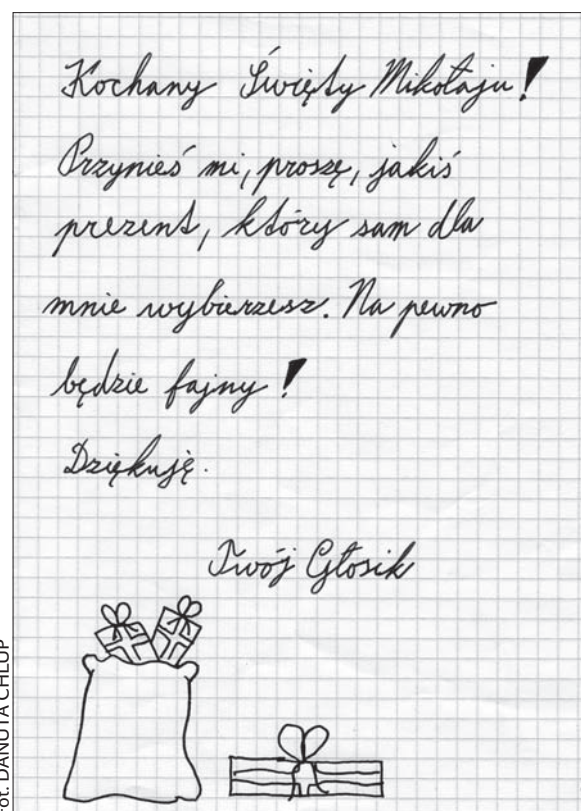 Kochany Święty Mikołaju!
Przynieś mi, proszę, jakiś
prezent, który sam dla
mnie wybierzesz. Na pewno
będzie fajny!
Dziękuję.
Twój Głosik
fot. DANUTA CHLUP